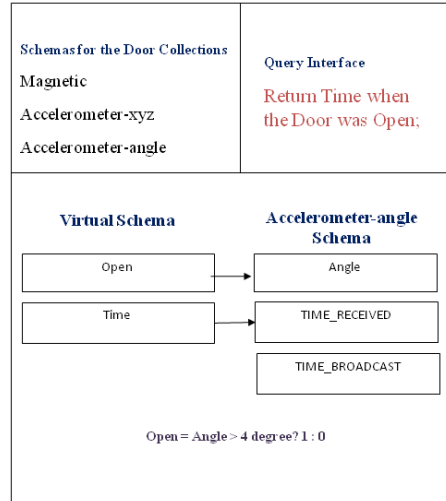 Schemas for the Door Collections
Magnetic
Accelerometer-xyz
Accelerometer-angle
Query Interface
Return Time when
the Door was Open;
Virtual Schema
Accelerometer-angle
Schema
Open
Angle
Time
TIME_RECEIVED
TIME_BROADCAST
Open = Angle > 4 degree? 1 : 0